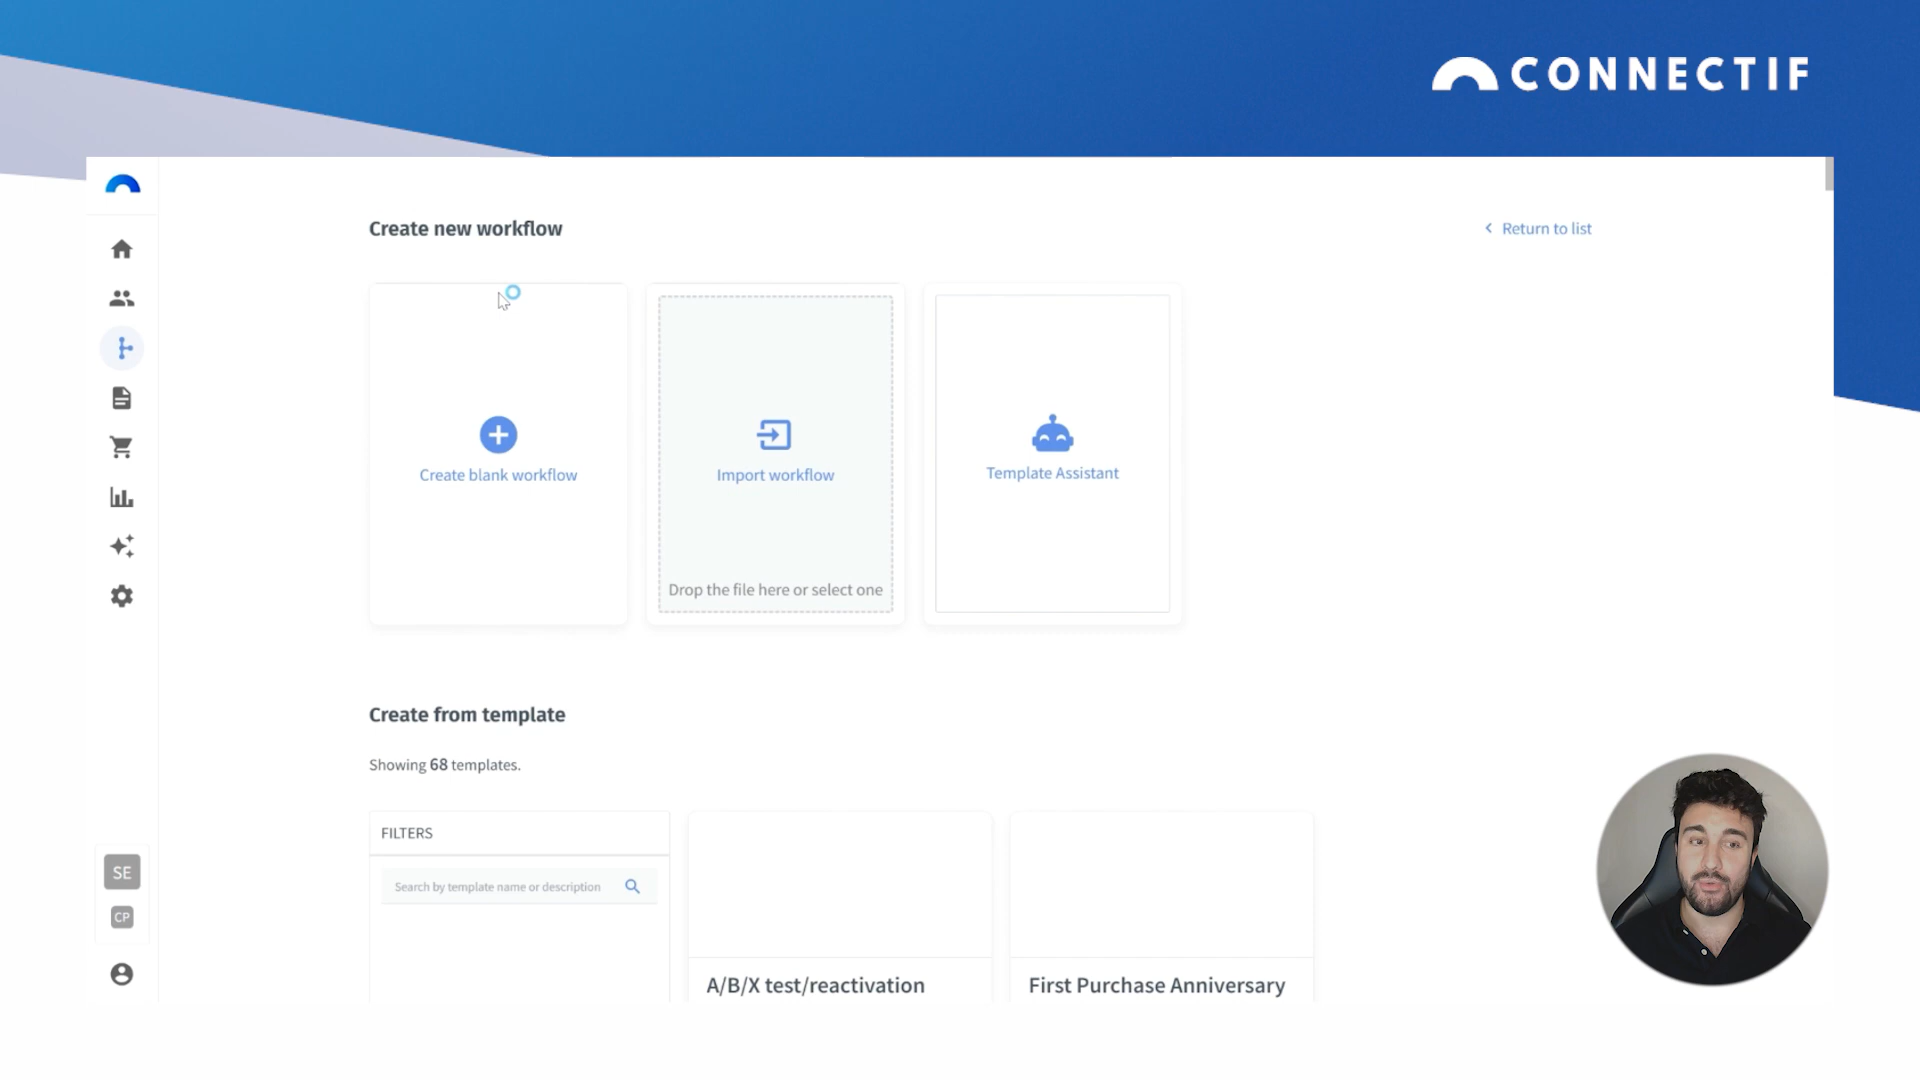 CONNECTIF
Create new workflow
Return to list
Create blank workflow
Import workflow
Drop the file here or select one
Template Assistant
Create from template
Showing 68 templates.
FILTERS
Search by template name or description
A/B/X test/reactivation
First Purchase Anniversary
SE
CP